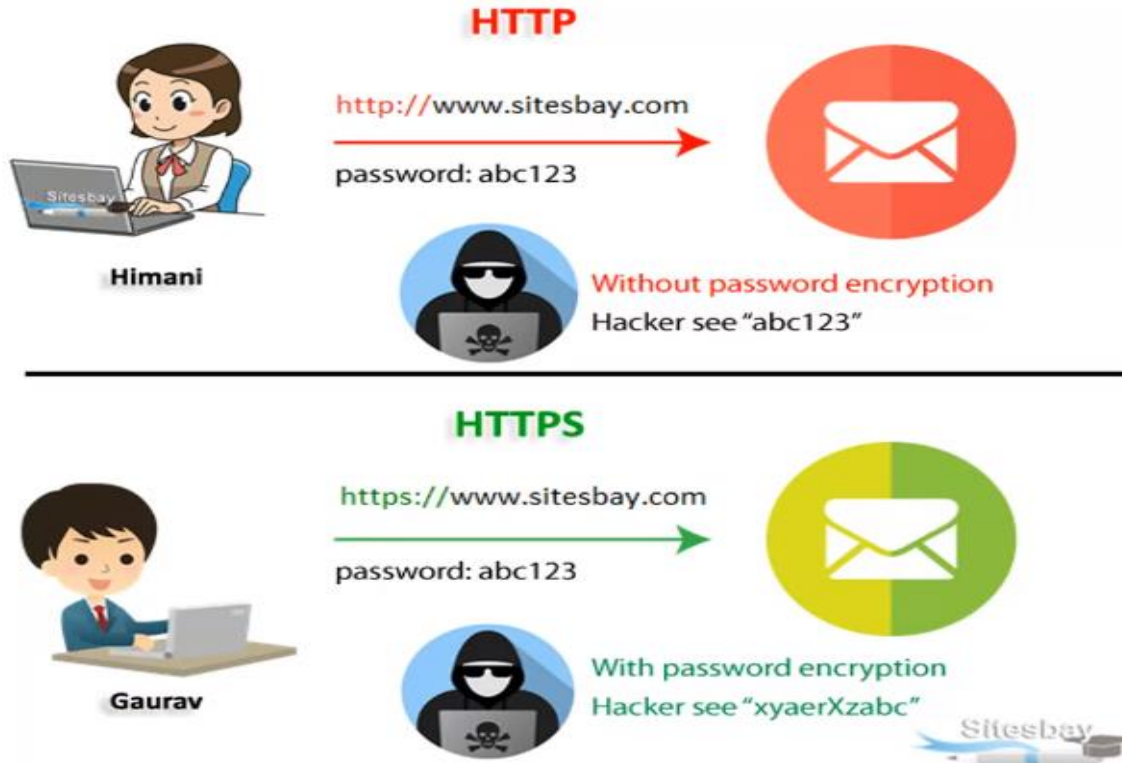 HTTP
http://www.sitesbay.com
password: abc123
Sitesbay
Himani
Without password encryption
Hacker see “abc123”
HTTPS
https://www.sitesbay.com
password: abc123
Gaurav
With password encryption
Hacker see “xyaerXzabc”
Sitesbay